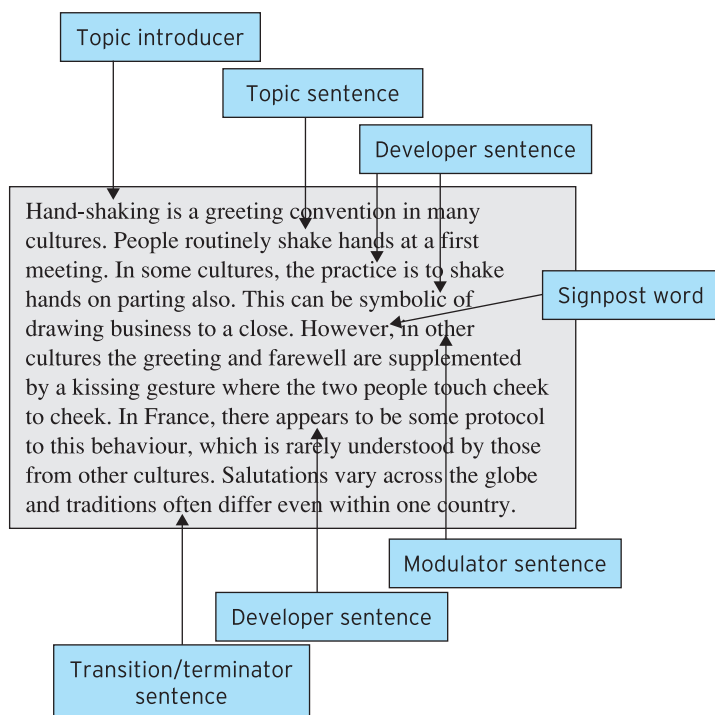 Topic introducer
Topic sentence
Developer sentence
Hand-shaking is a greeting convention in many
cultures. People routinely shake hands at a first
meeting. In some cultures, the practice is to shake
hands on parting also. This can be symbolic of
drawing business to a close. However, in other
cultures the greeting and farewell are supplemented
by a kissing gesture where the two people touch cheek
to cheek. In France, there appears to be some protocol
to this behaviour, which is rarely understood by those
from other cultures. Salutations vary across the globe
and traditions often differ even within one country.
Signpost word
Modulator sentence
Developer sentence
Transition/terminator
sentence